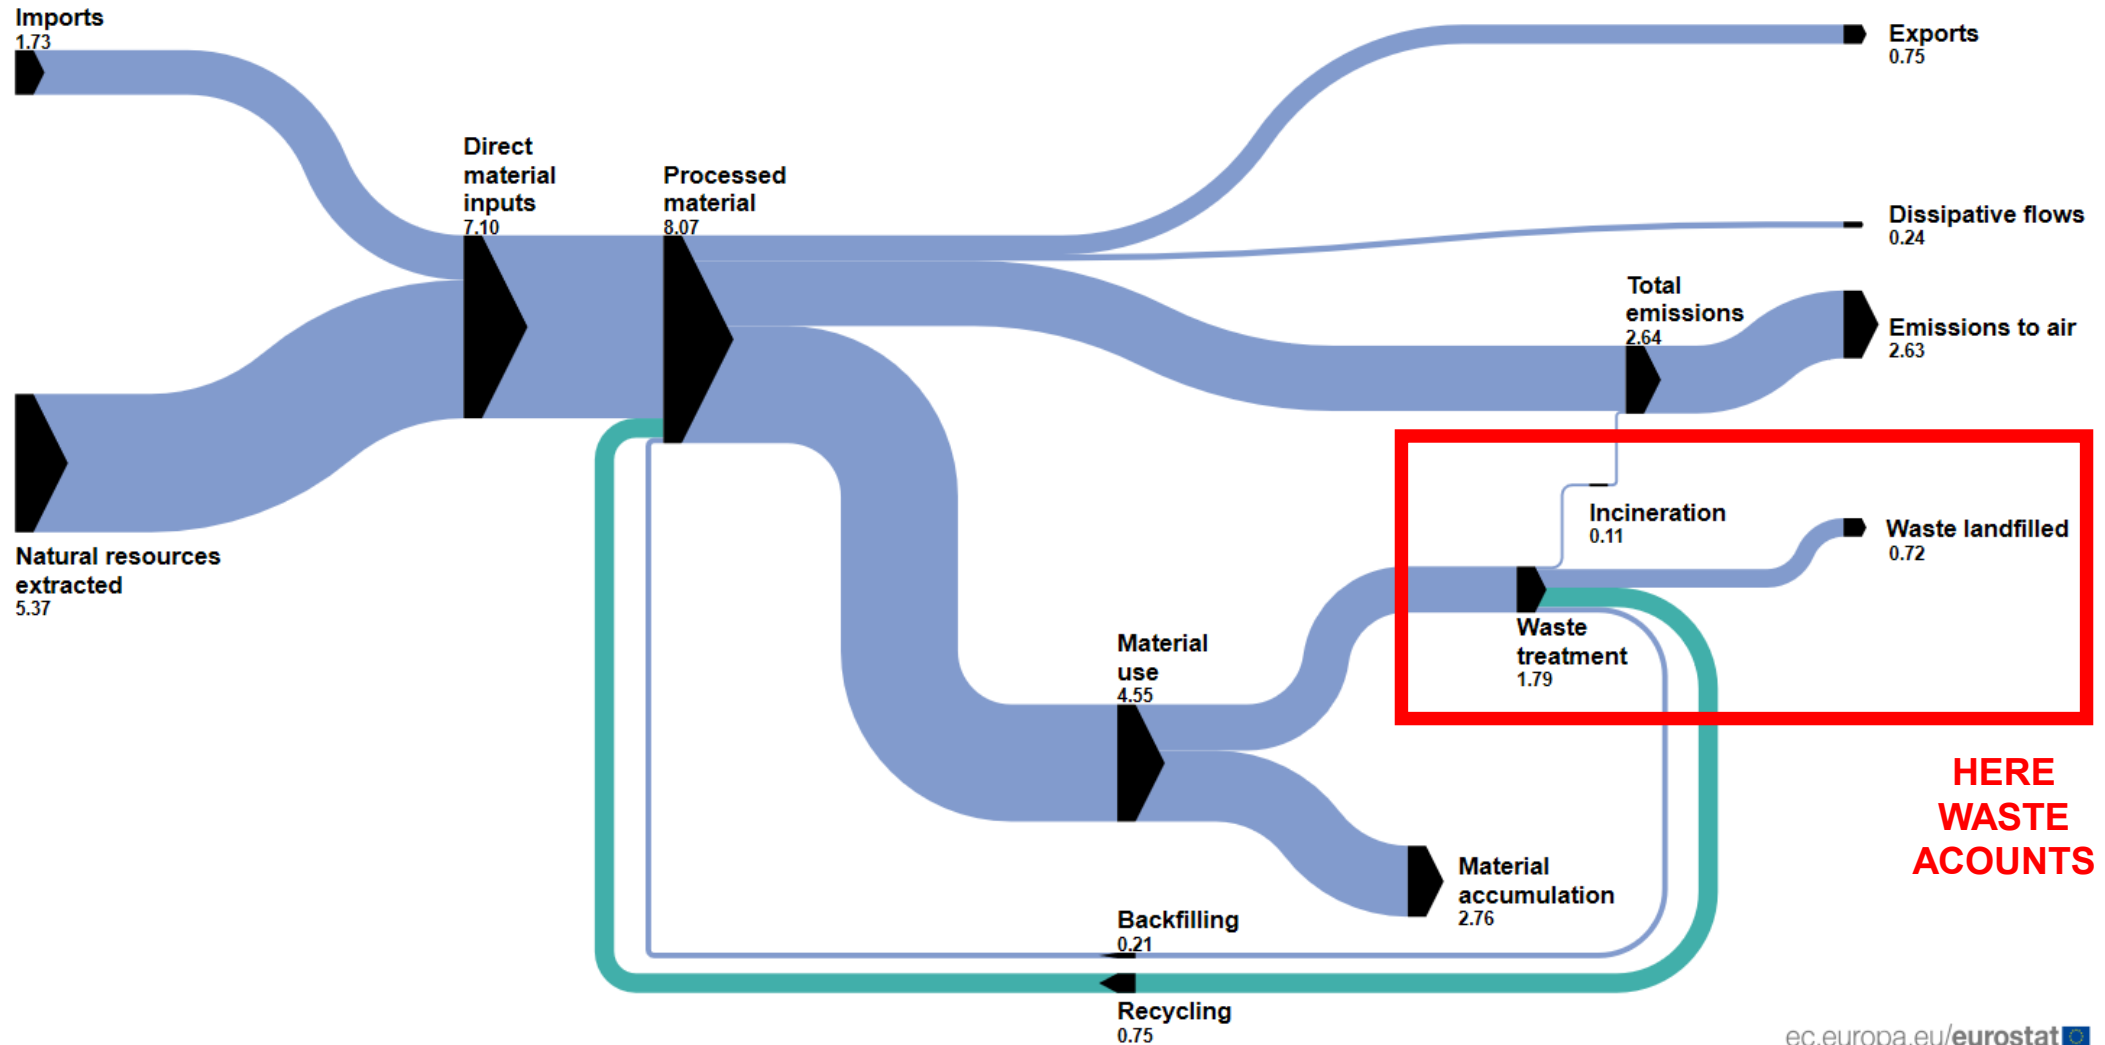 Imports
1.73
Exports
0.75
Direct
material
inputs
7.10
Processed
material
8.07
Dissipative flows
0.24
Total
emissions
2.64
Emissions to air
2.63
Natural resources
extracted
5.37
Incineration
0.11
Waste landfilled
0.72
Waste
treatment
1.79
Material
use
4.55
HERE
WASTE
ACOUNTS
Material
accumulation
2.76
Backfilling
0.21
Recycling
0.75
ec.europa.eu/eurostat